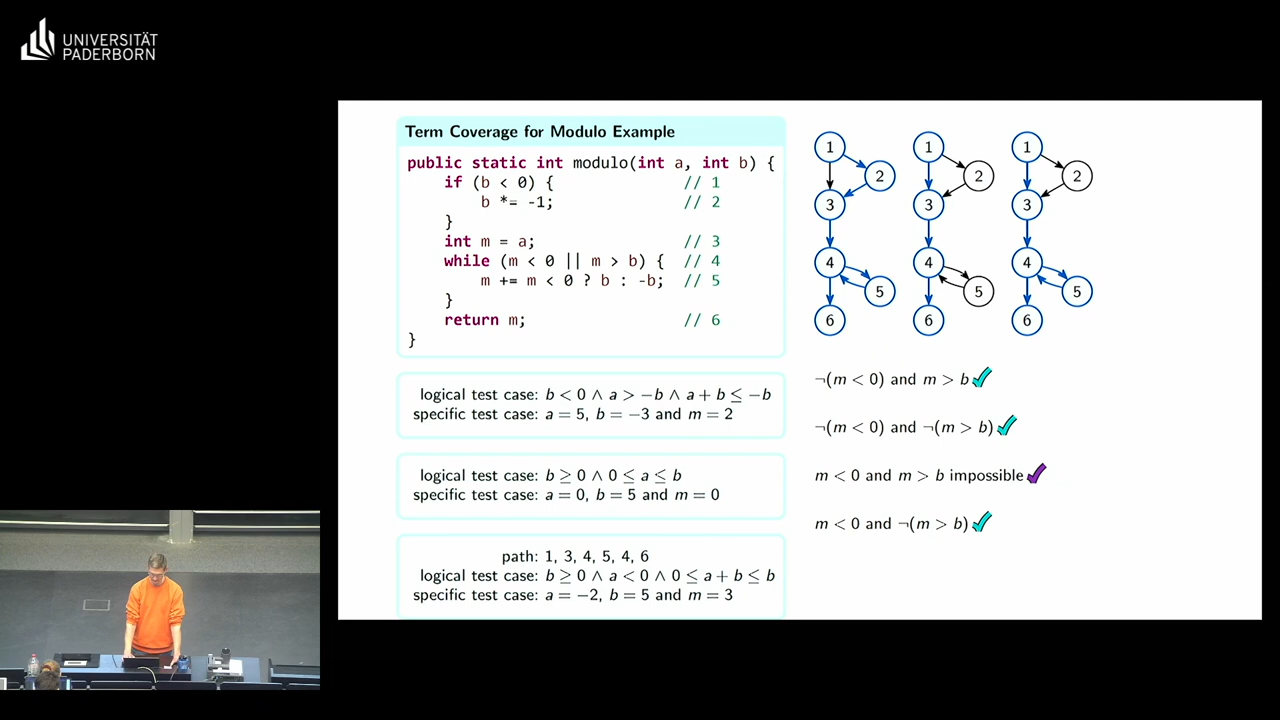 UNIVERSITÄT
PADERBORN
Term Coverage for Modulo Example
public static int modulo(int a, int b) {
if (b < 0) { // 1
b *= -1; // 2
}
int m = a; // 3
while (m < 0 || m > b) { // 4
m += m < 0 ? b : -b; // 5
}
return m; // 6
}
logical test case: b < 0 ∧ a > −b ∧ a + b ≤ −b
specific test case: a = 5, b = −3 and m = 2
logical test case: b ≥ 0 ∧ 0 ≤ a ≤ b
specific test case: a = 0, b = 5 and m = 0
path: 1, 3, 4, 5, 4, 6
logical test case: b ≥ 0 ∧ a < 0 ∧ 0 ≤ a + b ≤ b
specific test case: a = −2, b = 5 and m = 3
1 1 1
2 2 2
3 3 3
4 4 4
5 5 5
6 6 6
¬(m < 0) and m > b
¬(m < 0) and ¬(m > b)
m < 0 and m > b impossible
m < 0 and ¬(m > b)